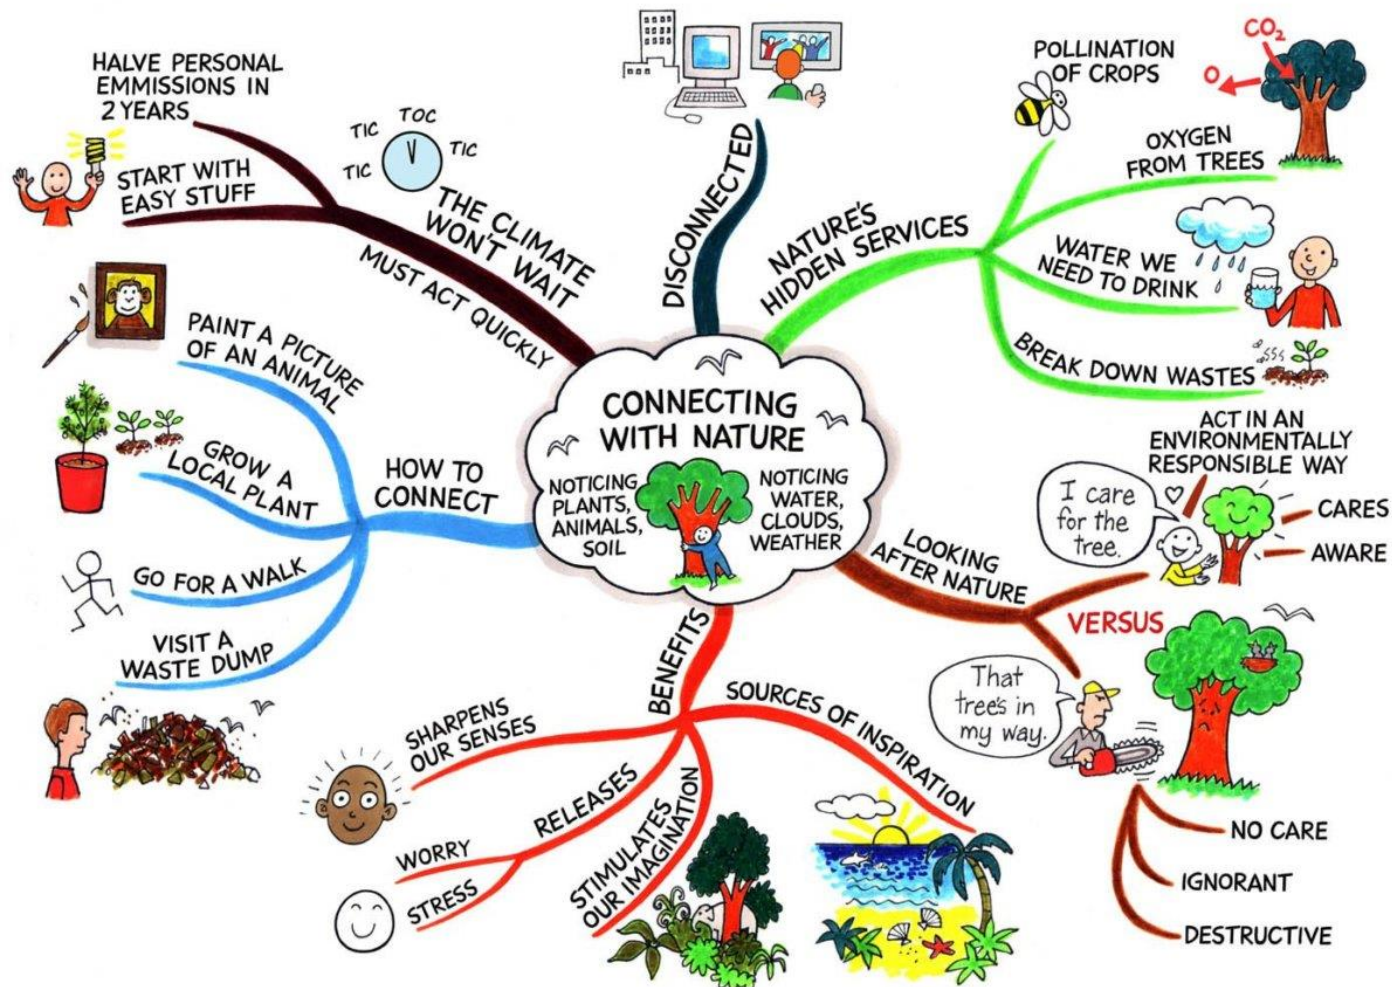 CONNECTING
WITH NATURE
NOTICING
PLANTS,
ANIMALS,
SOIL
NOTICING
WATER,
CLOUDS,
WEATHER
DISCONNECTED
NATURE'S
HIDDEN SERVICES
POLLINATION
OF CROPS
CO2
O
OXYGEN
FROM TREES
WATER WE
NEED TO DRINK
BREAK DOWN WASTES
LOOKING
AFTER NATURE
ACT IN AN
ENVIRONMENTALLY
RESPONSIBLE WAY
I care
for the
tree.
CARES
AWARE
VERSUS
That
tree's in
my way.
NO CARE
IGNORANT
DESTRUCTIVE
BENEFITS
SOURCES OF INSPIRATION
STIMULATES
OUR IMAGINATION
RELEASES
WORRY
STRESS
SHARPENS
OUR SENSES
HOW TO
CONNECT
PAINT A PICTURE
OF AN ANIMAL
GROW A
LOCAL PLANT
GO FOR A WALK
VISIT A
WASTE DUMP
THE CLIMATE
WON'T WAIT
MUST ACT QUICKLY
TIC
TIC
TOC
TIC
HALVE PERSONAL
EMMISSIONS IN
2 YEARS
START WITH
EASY STUFF